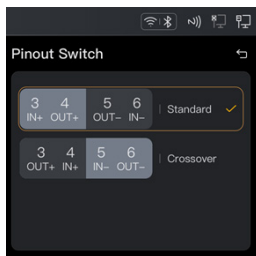 Pinout Switch
3 4 5 6 | Standard
IN+ OUT+ OUT− IN−
3 4 5 6 | Crossover
OUT+ IN+ IN− OUT−